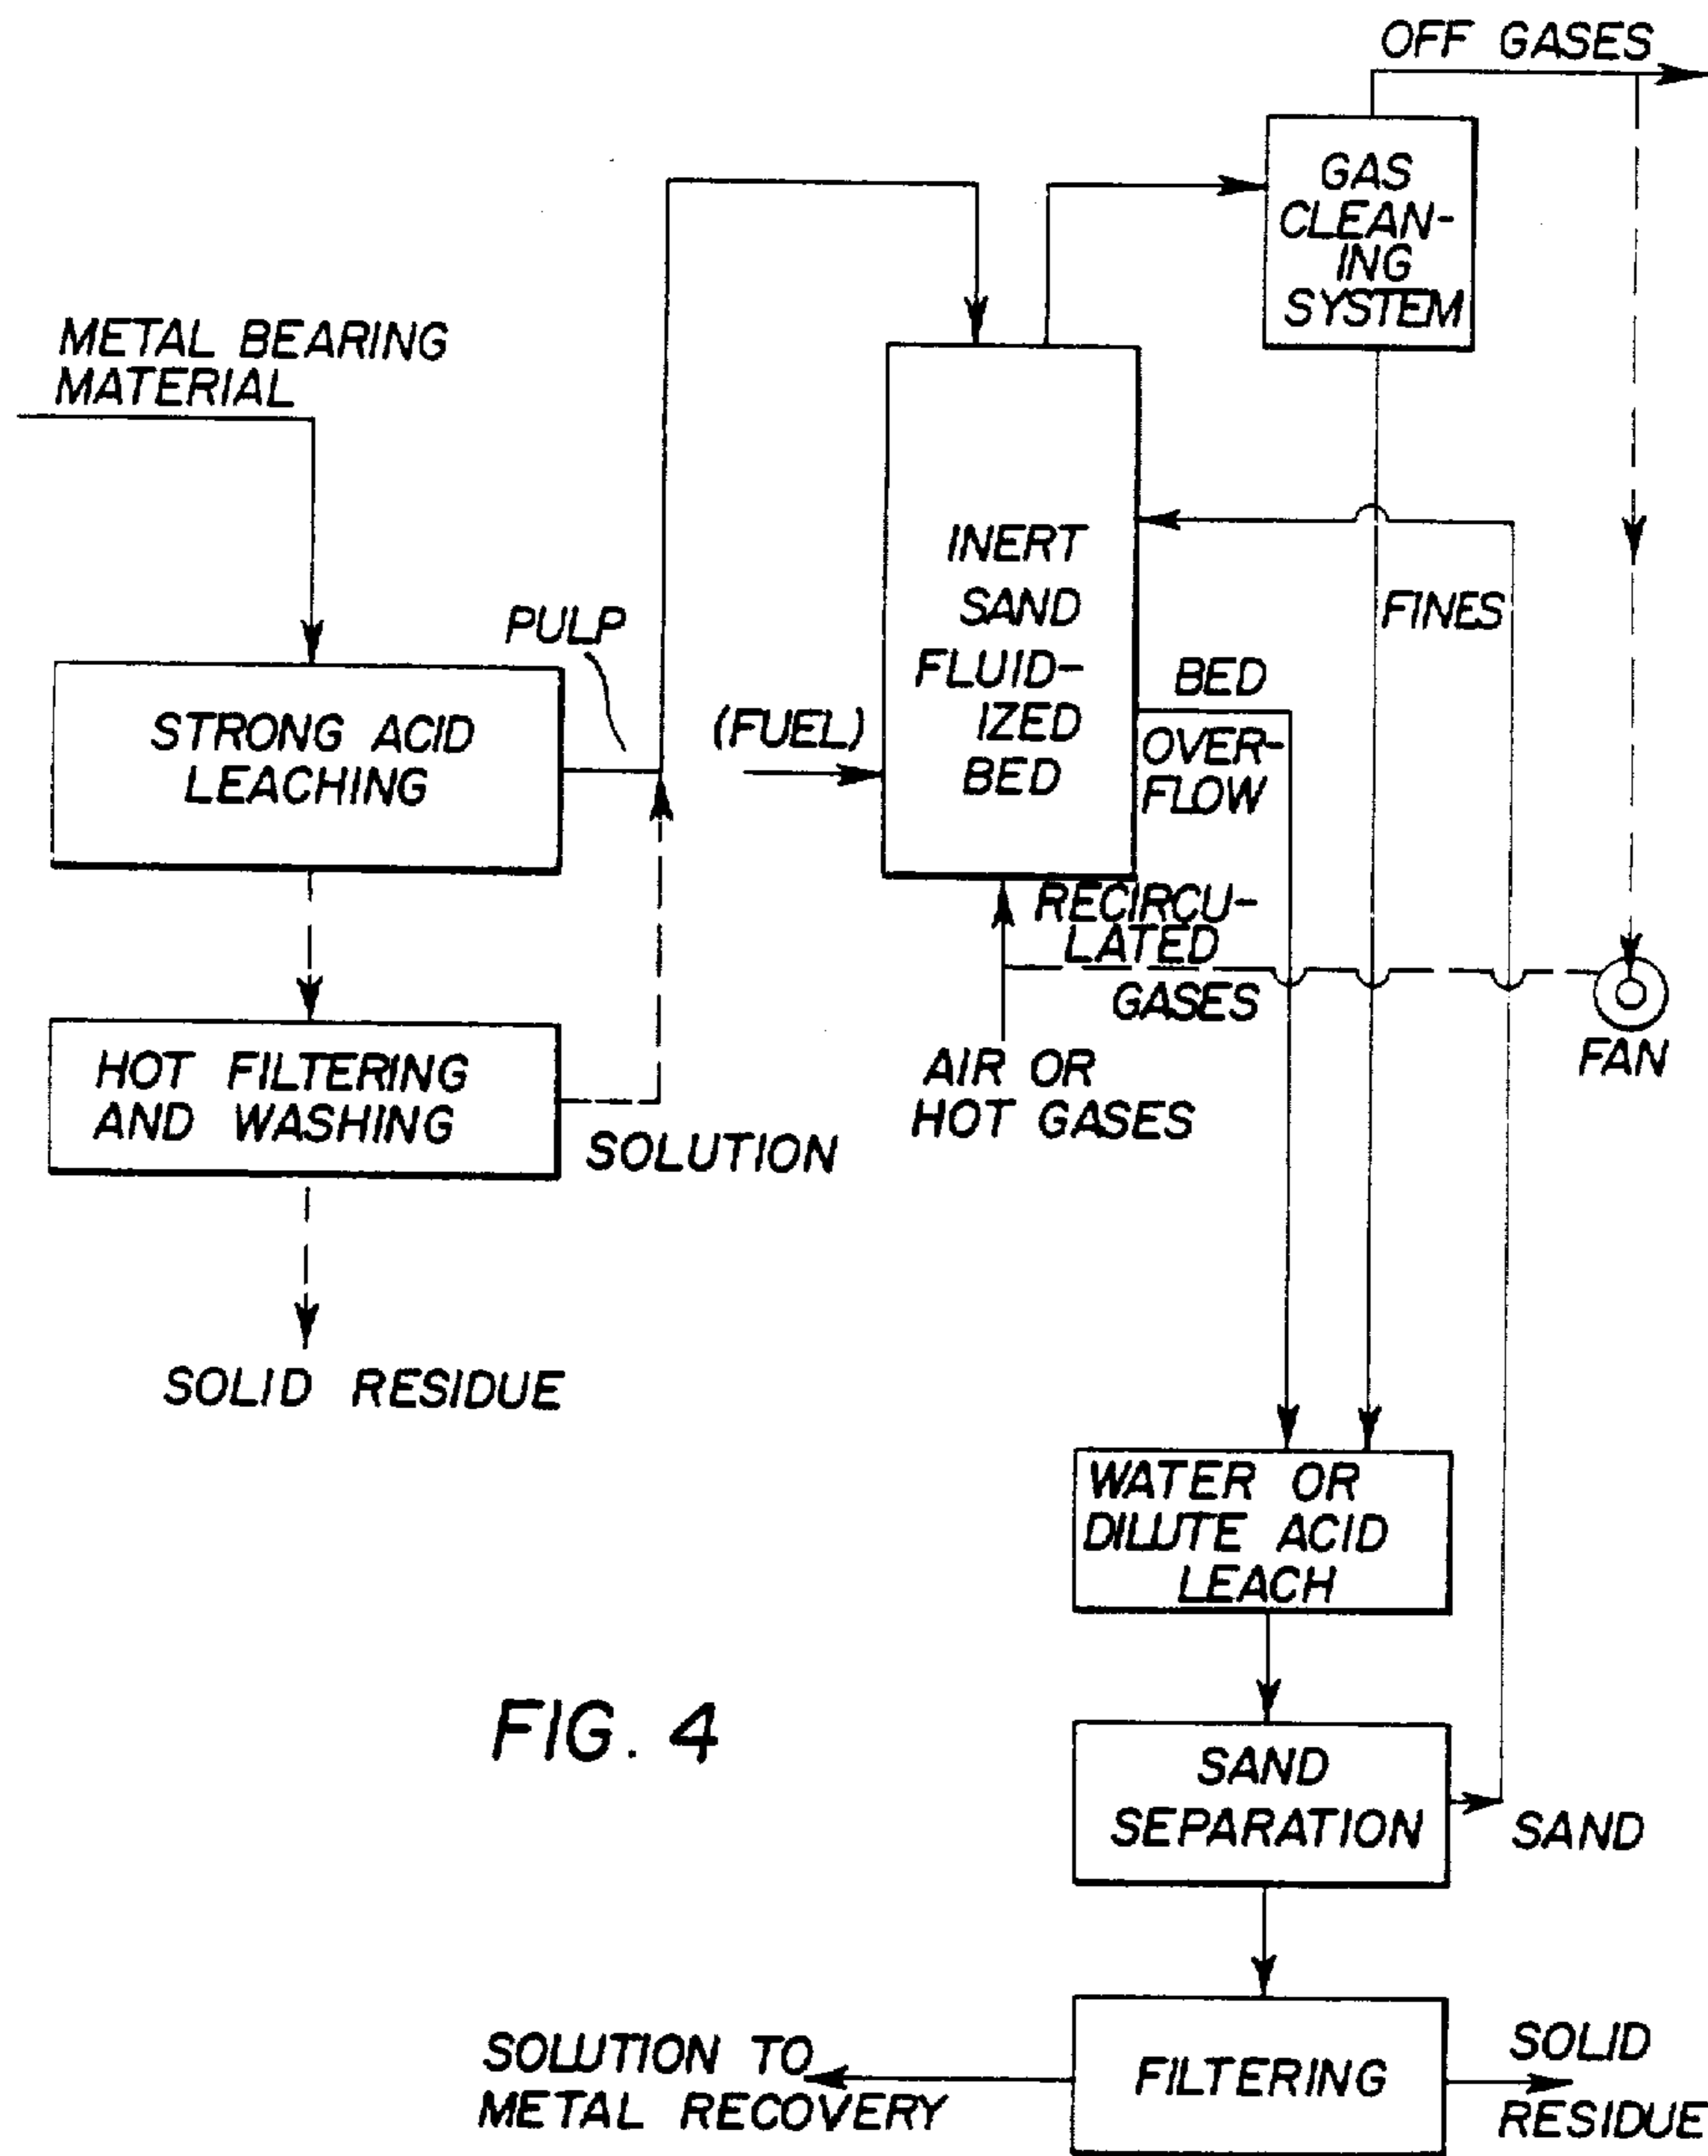 OFF GASES
GAS
CLEAN-
ING
SYSTEM
METAL BEARING
MATERIAL
INERT
SAND
FLUID-
IZED
BED
FINES
PULP
(FUEL)
BED
OVER-
FLOW
STRONG ACID
LEACHING
RECIRCU-
LATED
GASES
FAN
HOT FILTERING
AND WASHING
AIR OR
HOT GASES
SOLUTION
SOLID RESIDUE
WATER OR
DILUTE ACID
LEACH
FIG. 4
SAND
SEPARATION
SAND
SOLUTION TO
METAL RECOVERY
FILTERING
SOLID
RESIDUE